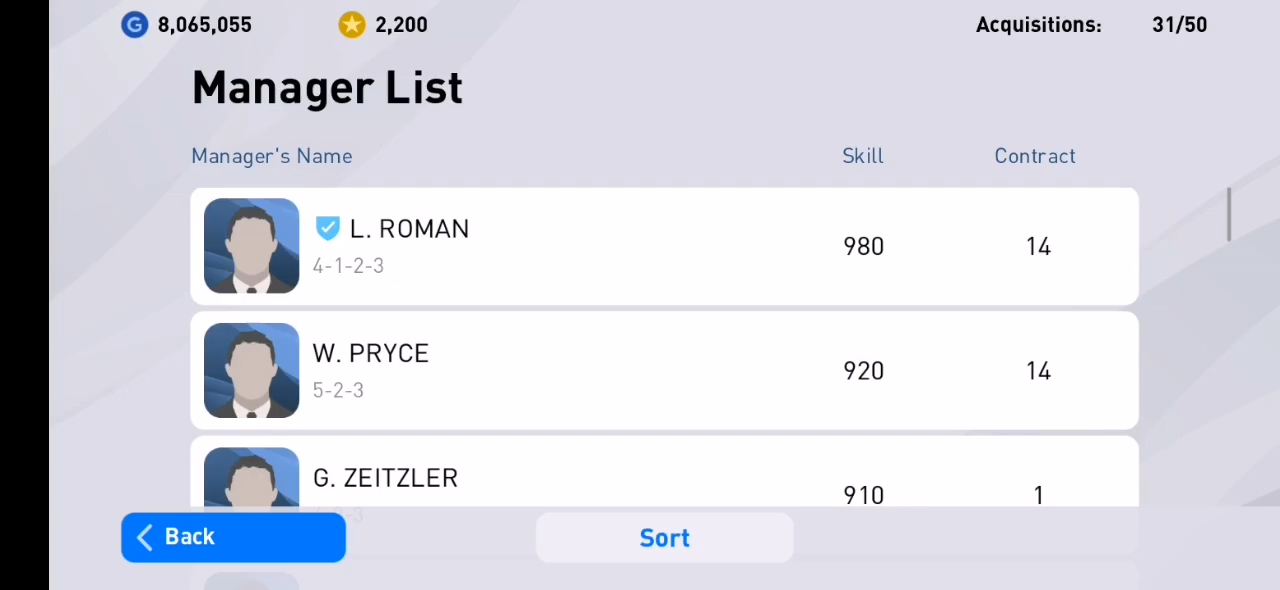 G 8,065,055 2,200 Acquisitions: 31/50
Manager List
Manager's Name Skill Contract
L. ROMAN
4-1-2-3
980 14
W. PRYCE
5-2-3
920 14
G. ZEITZLER
910 1
Back Sort